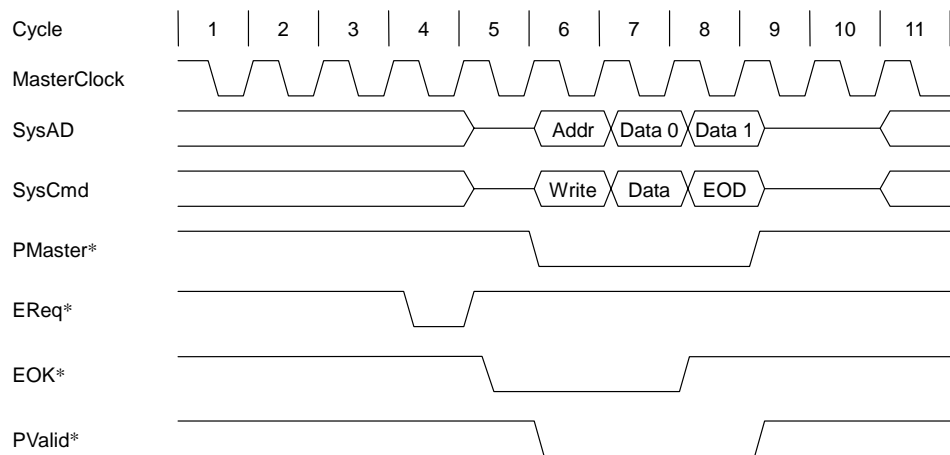 Cycle 1 2 3 4 5 6 7 8 9 10 11
MasterClock
SysAD Addr Data 0 Data 1
SysCmd Write Data EOD
PMaster*
EReq*
EOK*
PValid*